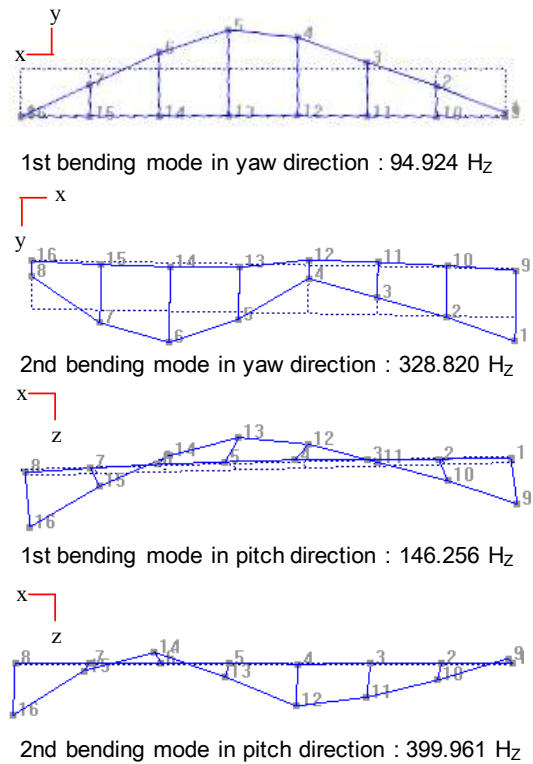 y
x
5
6 4
3
7 2
15 14 13 12 11 10
1st bending mode in yaw direction : 94.924 HZ
x
y
16 15 14 13 12 11 10 9
8 7 6 5 4 3 2 1
2nd bending mode in yaw direction : 328.820 HZ
x
z
13 12
14
8 7 5 4 3 11 2 1
15 10
16 9
1st bending mode in pitch direction : 146.256 HZ
x
z
14 9
8 7 6 5 4 3 2 1
15 13 10
16 12 11
2nd bending mode in pitch direction : 399.961 HZ